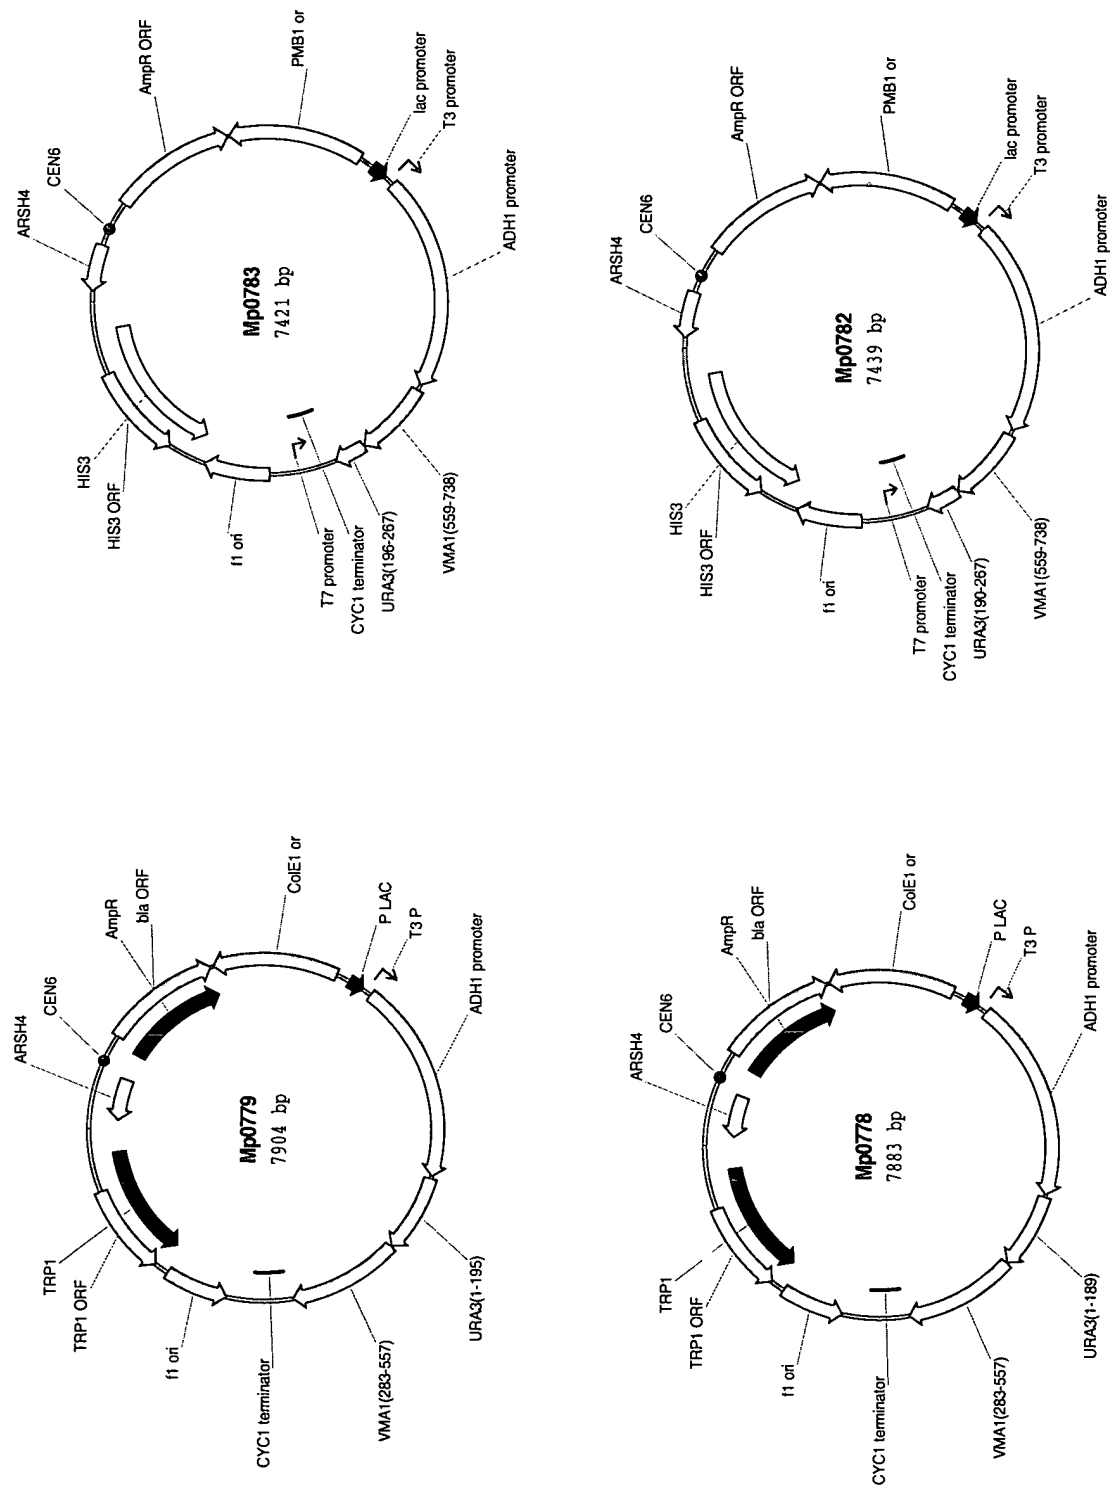 ARSH4
CEN6
AmpR ORF
PMB1 or
lac promoter
T3 promoter
ADH1 promoter
VMA1(559-738)
URA3(196-267)
CYC1 terminator
T7 promoter
f1 ori
HIS3 ORF
HIS3
Mp0783
7421 bp
ARSH4
CEN6
AmpR ORF
PMB1 or
lac promoter
T3 promoter
ADH1 promoter
VMA1(559-738)
URA3(190-267)
CYC1 terminator
T7 promoter
f1 ori
HIS3 ORF
HIS3
Mp0782
7439 bp
ARSH4
CEN6
AmpR
bla ORF
ColE1 or
P LAC
T3 P
ADH1 promoter
URA3(1-195)
VMA1(283-557)
CYC1 terminator
f1 ori
TRP1 ORF
TRP1
Mp0779
7904 bp
ARSH4
CEN6
AmpR
bla ORF
ColE1 or
P LAC
T3 P
ADH1 promoter
URA3(1-189)
VMA1(283-557)
CYC1 terminator
f1 ori
TRP1 ORF
TRP1
Mp0778
7883 bp